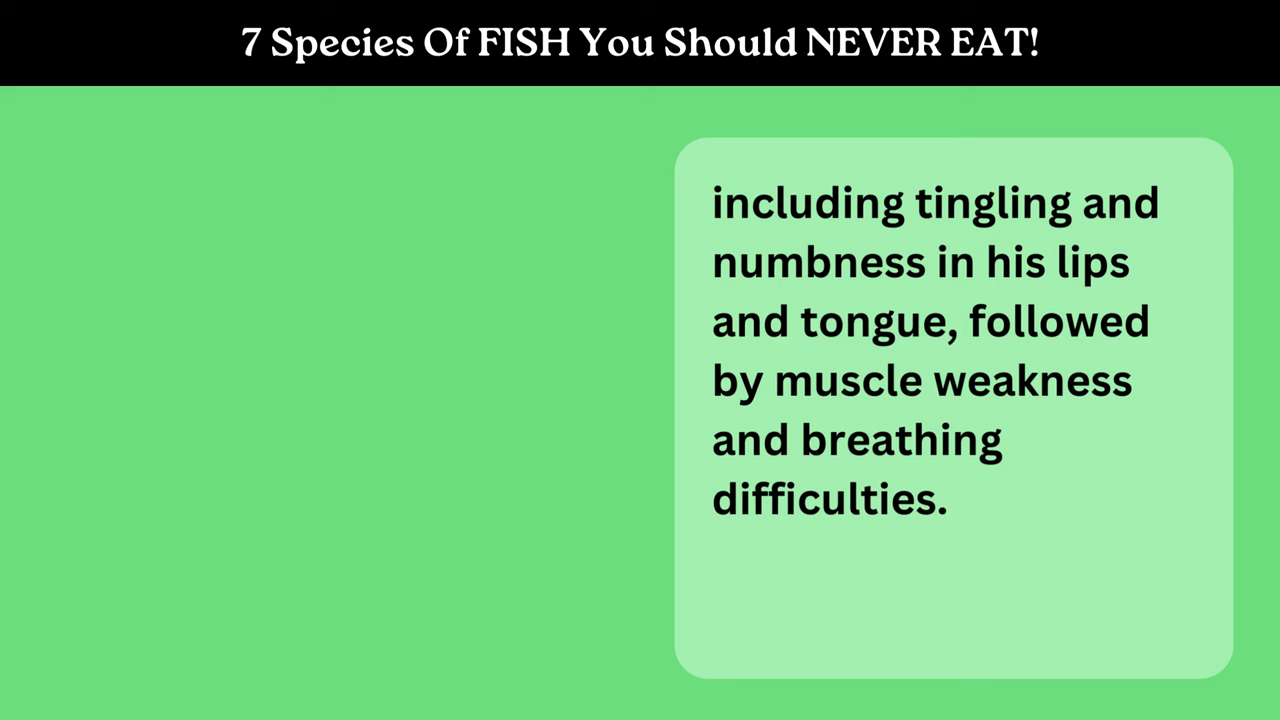 7 Species Of FISH You Should NEVER EAT!
including tingling and
numbness in his lips
and tongue, followed
by muscle weakness
and breathing
difficulties.